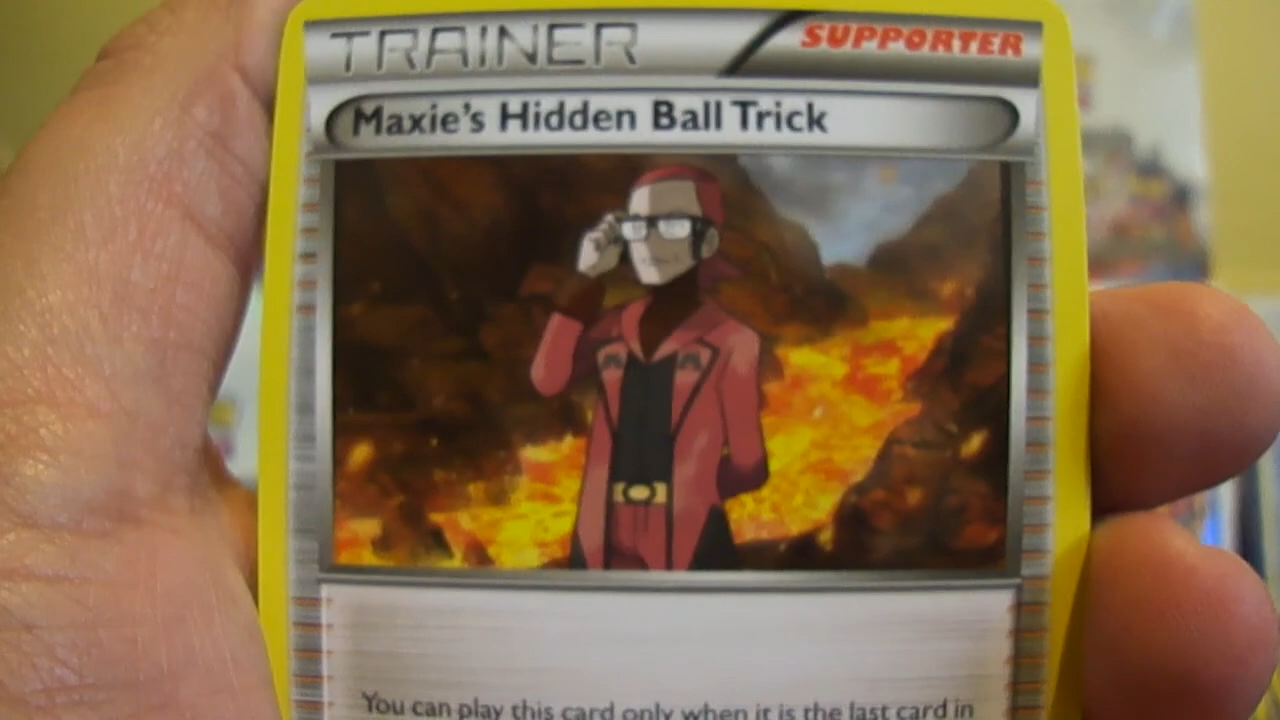 TRAINER
SUPPORTER
Maxie's Hidden Ball Trick
You can play this card only when it is the last card in